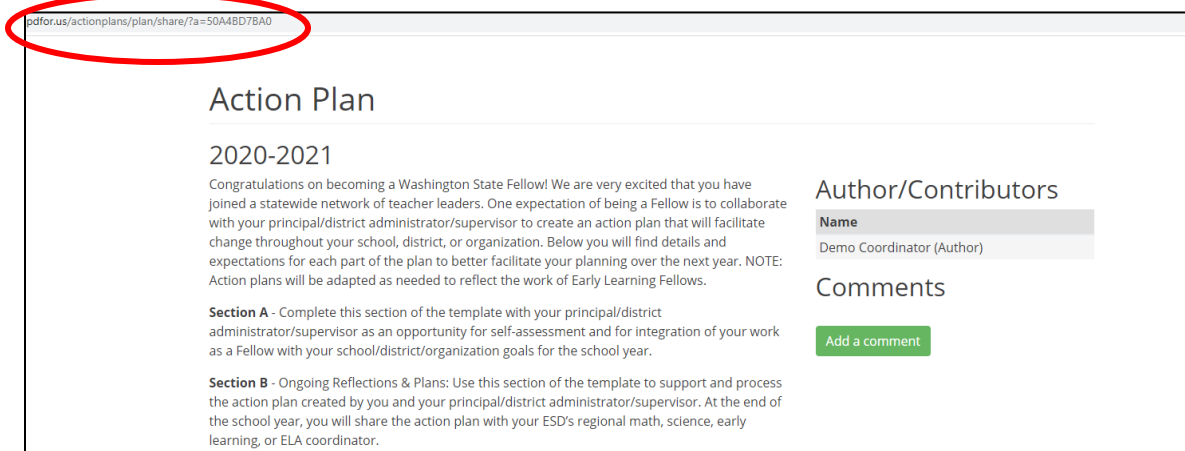 pdfor.us/actionplans/plan/share/?a=50A4BD7BA0
Action Plan
2020-2021
Congratulations on becoming a Washington State Fellow! We are very excited that you have
joined a statewide network of teacher leaders. One expectation of being a Fellow is to collaborate
with your principal/district administrator/supervisor to create an action plan that will facilitate
change throughout your school, district, or organization. Below you will find details and
expectations for each part of the plan to better facilitate your planning over the next year. NOTE:
Action plans will be adapted as needed to reflect the work of Early Learning Fellows.
Section A - Complete this section of the template with your principal/district
administrator/supervisor as an opportunity for self-assessment and for integration of your work
as a Fellow with your school/district/organization goals for the school year.
Section B - Ongoing Reflections & Plans: Use this section of the template to support and process
the action plan created by you and your principal/district administrator/supervisor. At the end of
the school year, you will share the action plan with your ESD's regional math, science, early
learning, or ELA coordinator.
Author/Contributors
Name
Demo Coordinator (Author)
Comments
Add a comment